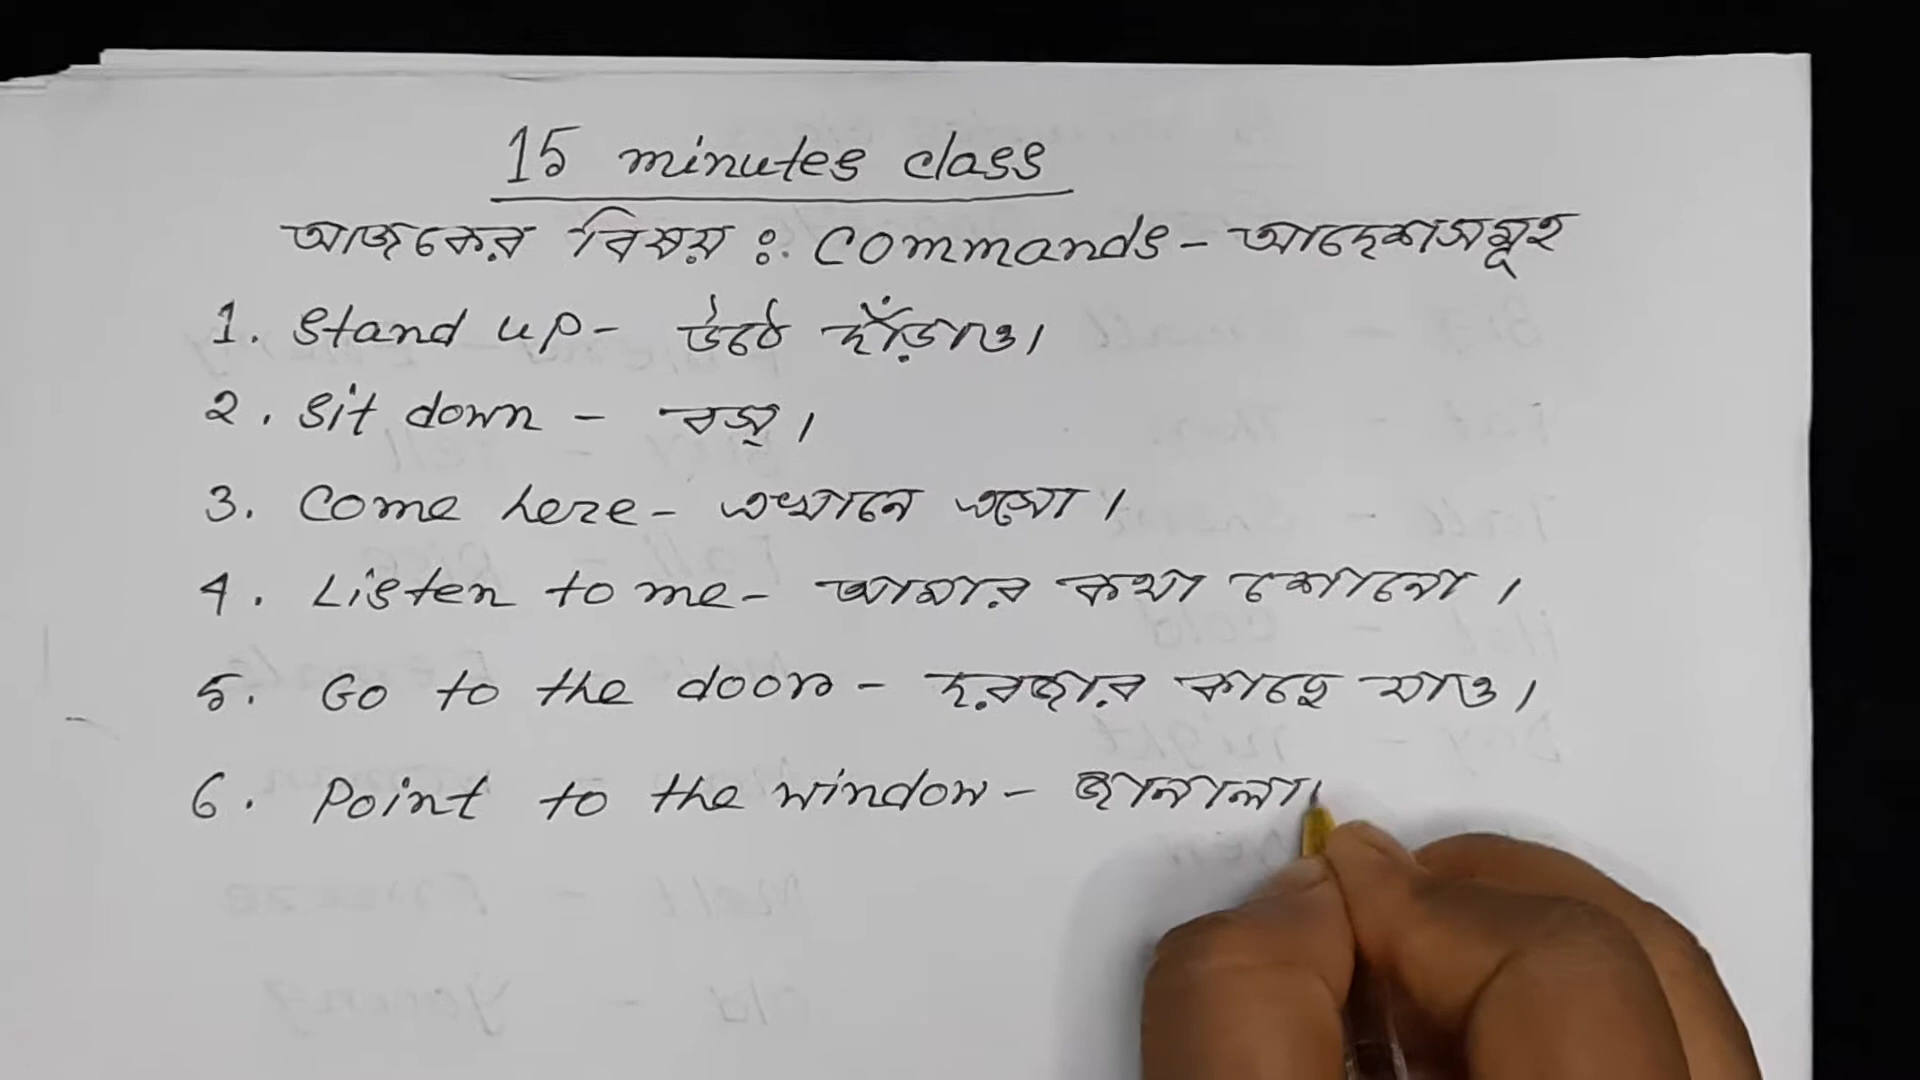 15 minutes class
আজকের বিষয় : Commands - আদেশসমূহ
1. Stand up - উঠে দাঁড়াও।
2. Sit down - বস।
3. Come here - এখানে এসো।
4. Listen to me - আমার কথা শোনো।
5. Go to the door - দরজার কাছে যাও।
6. Point to the window - জানালা